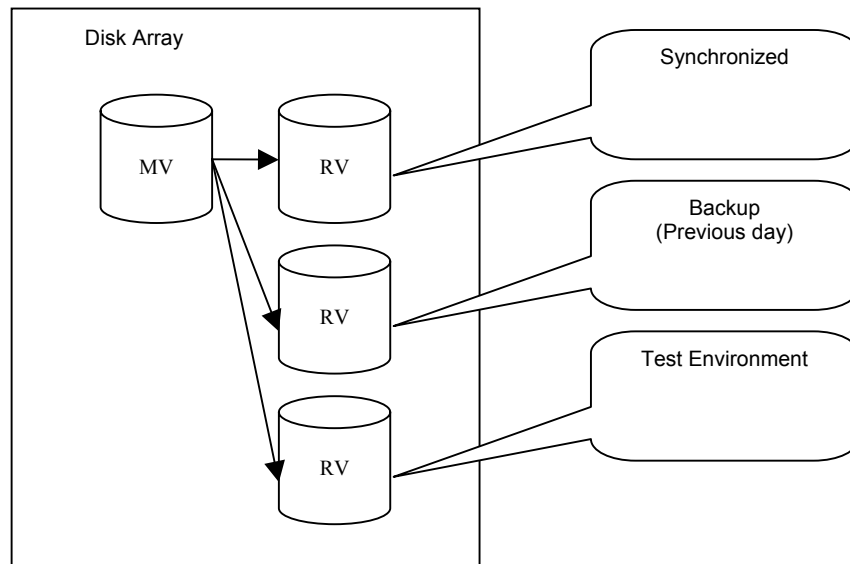 Disk Array
Synchronized
MV
RV
Backup
(Previous day)
RV
Test Environment
RV